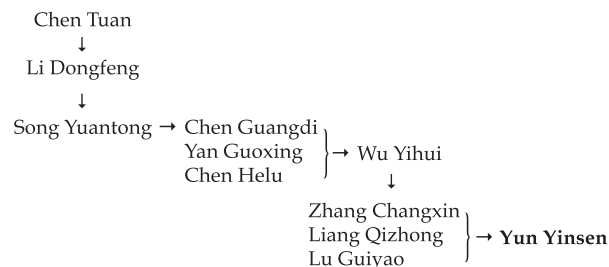 Chen Tuan
↓
Li Dongfeng
↓
Song Yuantong → Chen Guangdi
Yan Guoxing
Chen Helu
→ Wu Yihui
↓
Zhang Changxin
Liang Qizhong
Lu Guiyao
→ Yun Yinsen